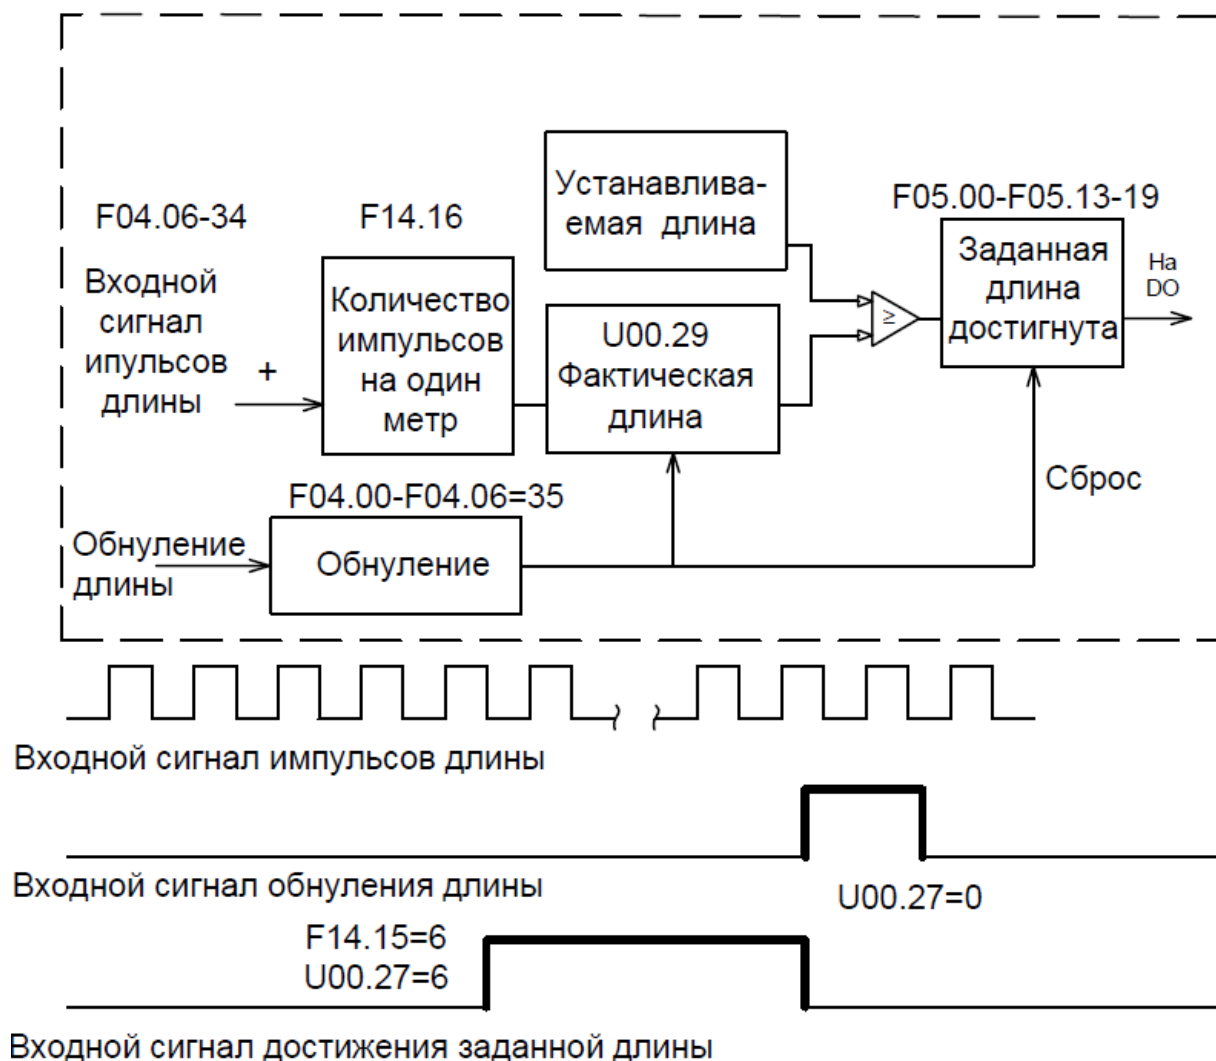 Устанавлива-
емая длина
F04.06-34
F14.16
F05.00-F05.13-19
Входной
сигнал
ипульсов
длины
+
Количество
импульсов
на один
метр
U00.29
Фактическая
длина
≥
Заданная
длина
достигнута
На
DO
Сброс
F04.00-F04.06=35
Обнуление
длины
Обнуление
Входной сигнал импульсов длины
Входной сигнал обнуления длины
U00.27=0
F14.15=6
U00.27=6
Входной сигнал достижения заданной длины